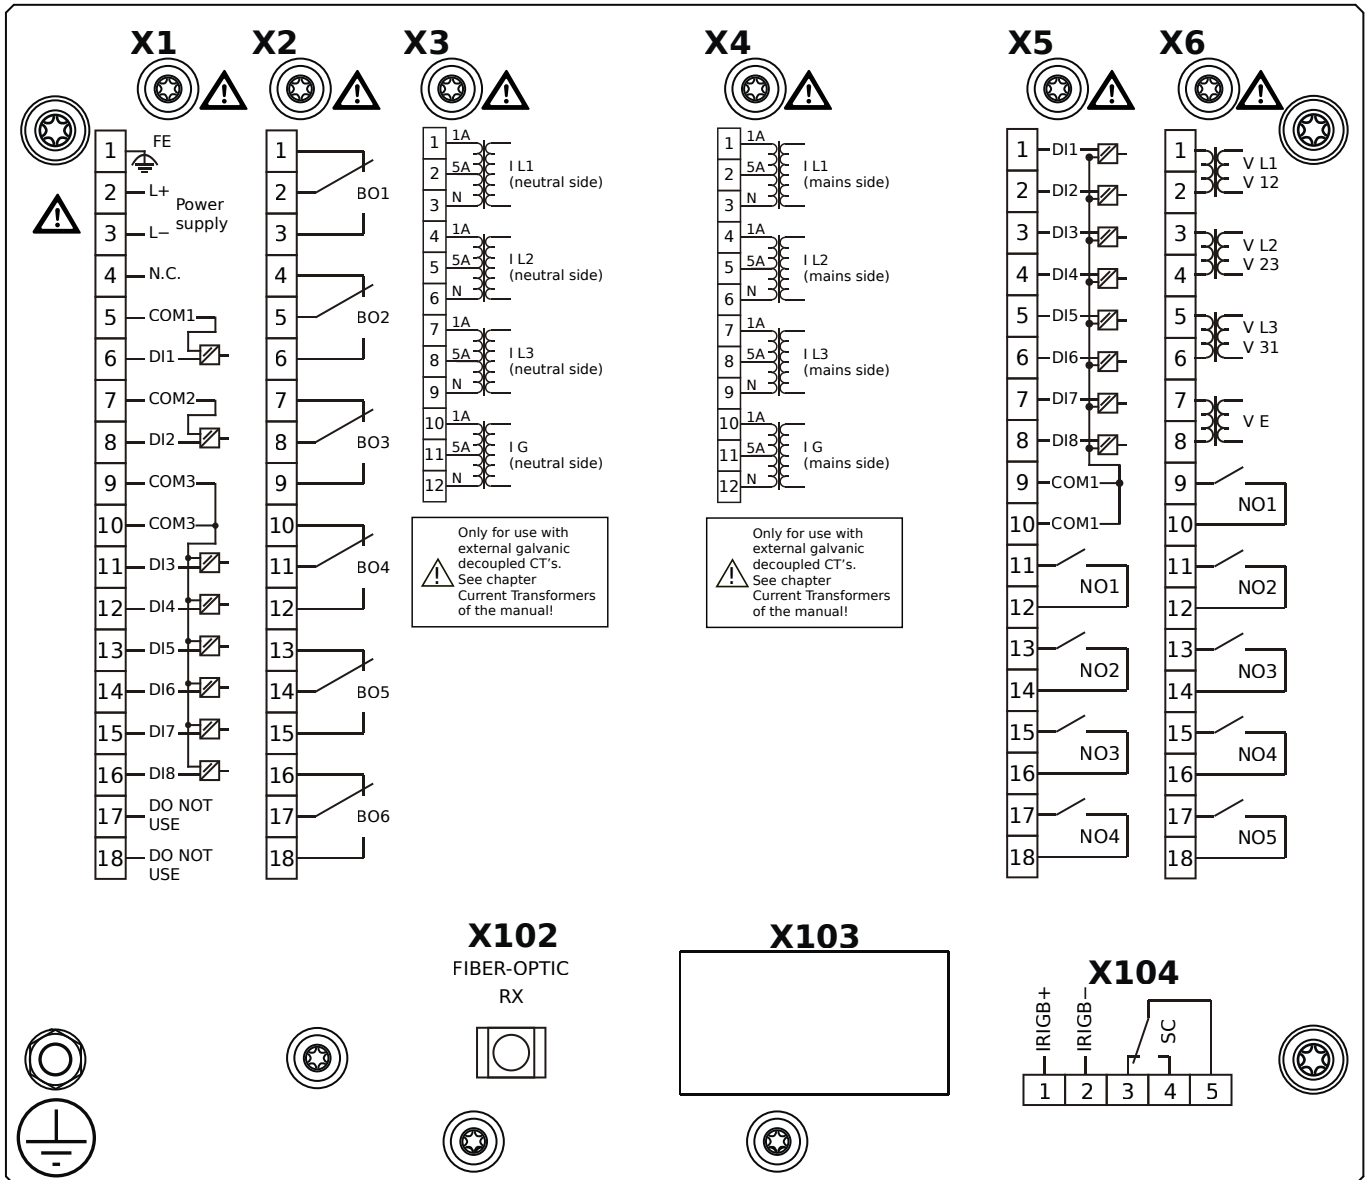 X1 X2 X3 X4 X5 X6
1 FE
2 L+
Power
supply
3 L−
4 N.C.
5 COM1
6 DI1
7 COM2
8 DI2
9 COM3
10 COM3
11 DI3
12 DI4
13 DI5
14 DI6
15 DI7
16 DI8
17 DO NOT
USE
18 DO NOT
USE
1
2 BO1
3
4
5 BO2
6
7
8 BO3
9
10
11 BO4
12
13
14 BO5
15
16
17 BO6
18
1 1A
2 5A
3 N
I L1
(neutral side)
4 1A
5 5A
6 N
I L2
(neutral side)
7 1A
8 5A
9 N
I L3
(neutral side)
10 1A
11 5A
12 N
I G
(neutral side)
Only for use with
external galvanic
decoupled CT's.
See chapter
Current Transformers
of the manual!
1 1A
2 5A
3 N
I L1
(mains side)
4 1A
5 5A
6 N
I L2
(mains side)
7 1A
8 5A
9 N
I L3
(mains side)
10 1A
11 5A
12 N
I G
(mains side)
Only for use with
external galvanic
decoupled CT's.
See chapter
Current Transformers
of the manual!
1 DI1
2 DI2
3 DI3
4 DI4
5 DI5
6 DI6
7 DI7
8 DI8
9 COM1
10 COM1
11
NO1
12
13
NO2
14
15
NO3
16
17
NO4
18
1 V L1
2 V 12
3 V L2
4 V 23
5 V L3
6 V 31
7
V E
8
9
NO1
10
11
NO2
12
13
NO3
14
15
NO4
16
17
NO5
18
X102
FIBER-OPTIC
RX
X103
X104
IRIGB+
IRIGB−
SC
1 2 3 4 5